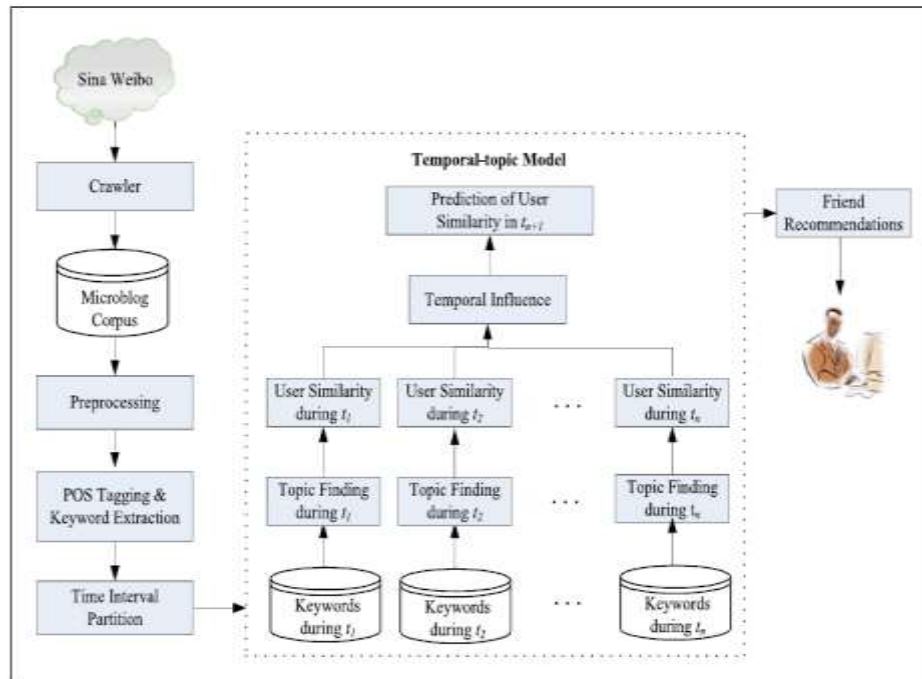 Sina Weibo
Crawler
Microblog
Corpus
Preprocessing
POS Tagging &
Keyword Extraction
Time Interval
Partition
Temporal-topic Model
Prediction of User
Similarity in tₙ₊₁
Temporal Influence
User Similarity
during t₁
User Similarity
during t₂
. . .
User Similarity
during tₙ
Topic Finding
during t₁
Topic Finding
during t₂
. . .
Topic Finding
during tₙ
Keywords
during t₁
Keywords
during t₂
. . .
Keywords
during tₙ
Friend
Recommendations